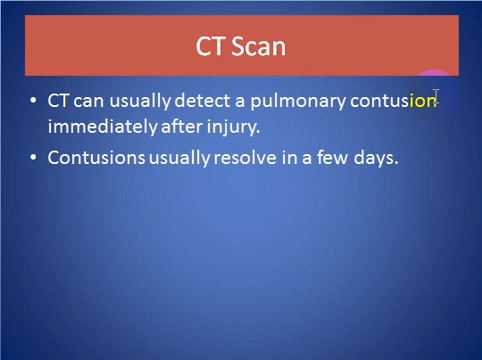 CT Scan
• CT can usually detect a pulmonary contusion
immediately after injury.
• Contusions usually resolve in a few days.